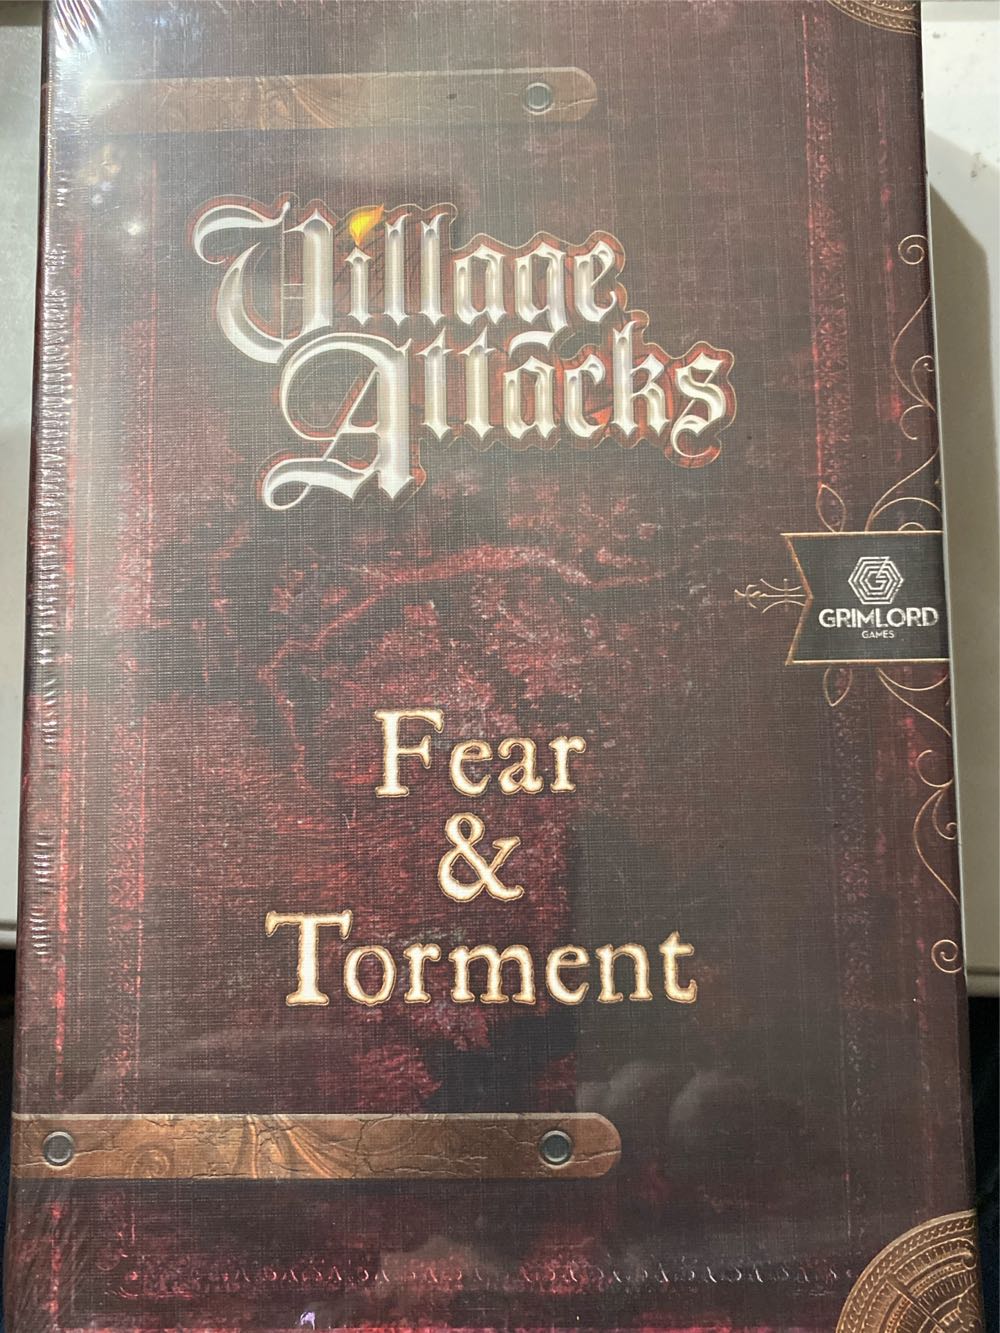 Village
Attacks
GRIMLORD
GAMES
Fear
&
Torment